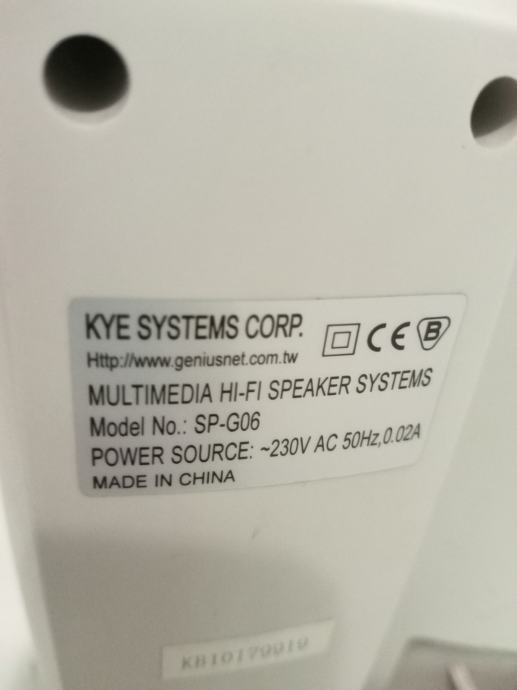 KYE SYSTEMS CORP.
Http://www.geniusnet.com.tw
MULTIMEDIA HI-FI SPEAKER SYSTEMS
Model No.: SP-G06
POWER SOURCE: ~230V AC 50Hz,0.02A
MADE IN CHINA
CE B
KB10179919